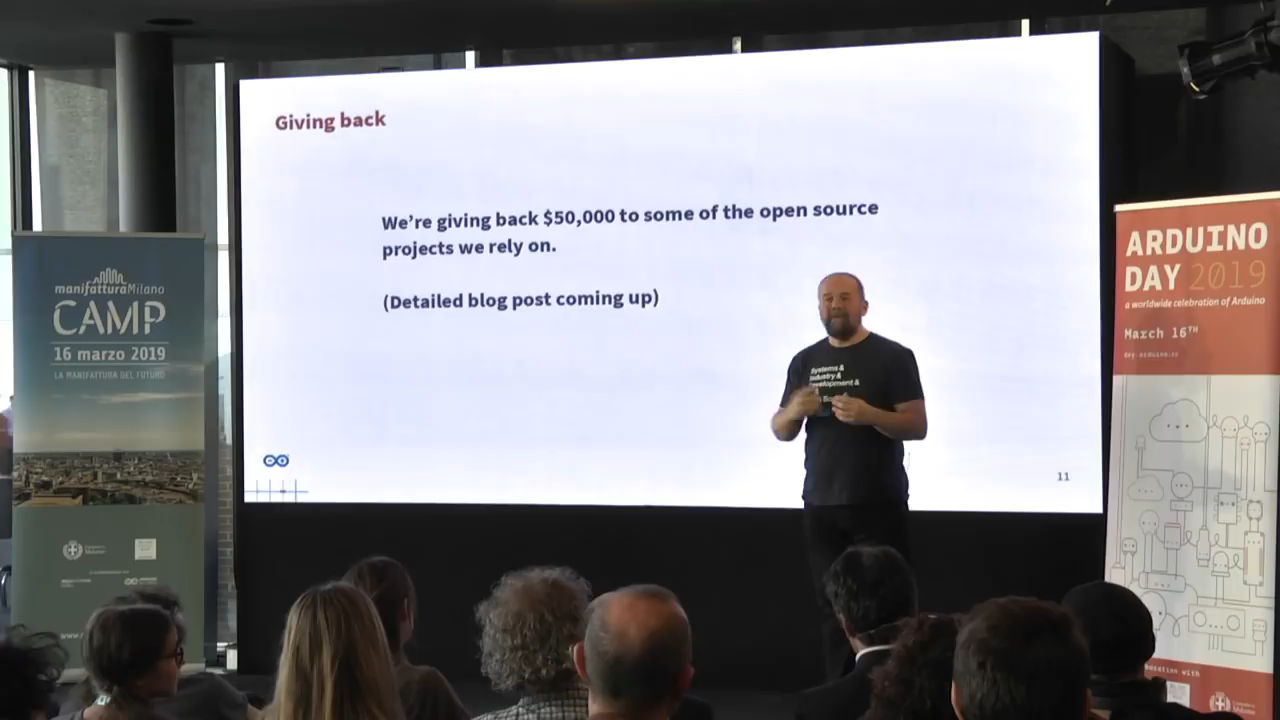 Giving back
We're giving back $50,000 to some of the open source
projects we rely on.
(Detailed blog post coming up)
11
manifatturaMilano
CAMP
16 marzo 2019
LA MANIFATTURA DEL FUTURO
ARDUINO
DAY 2019
a worldwide celebration of Arduino
March 16TH
day.arduino.cc
Systems &
Industry &
Development &
with